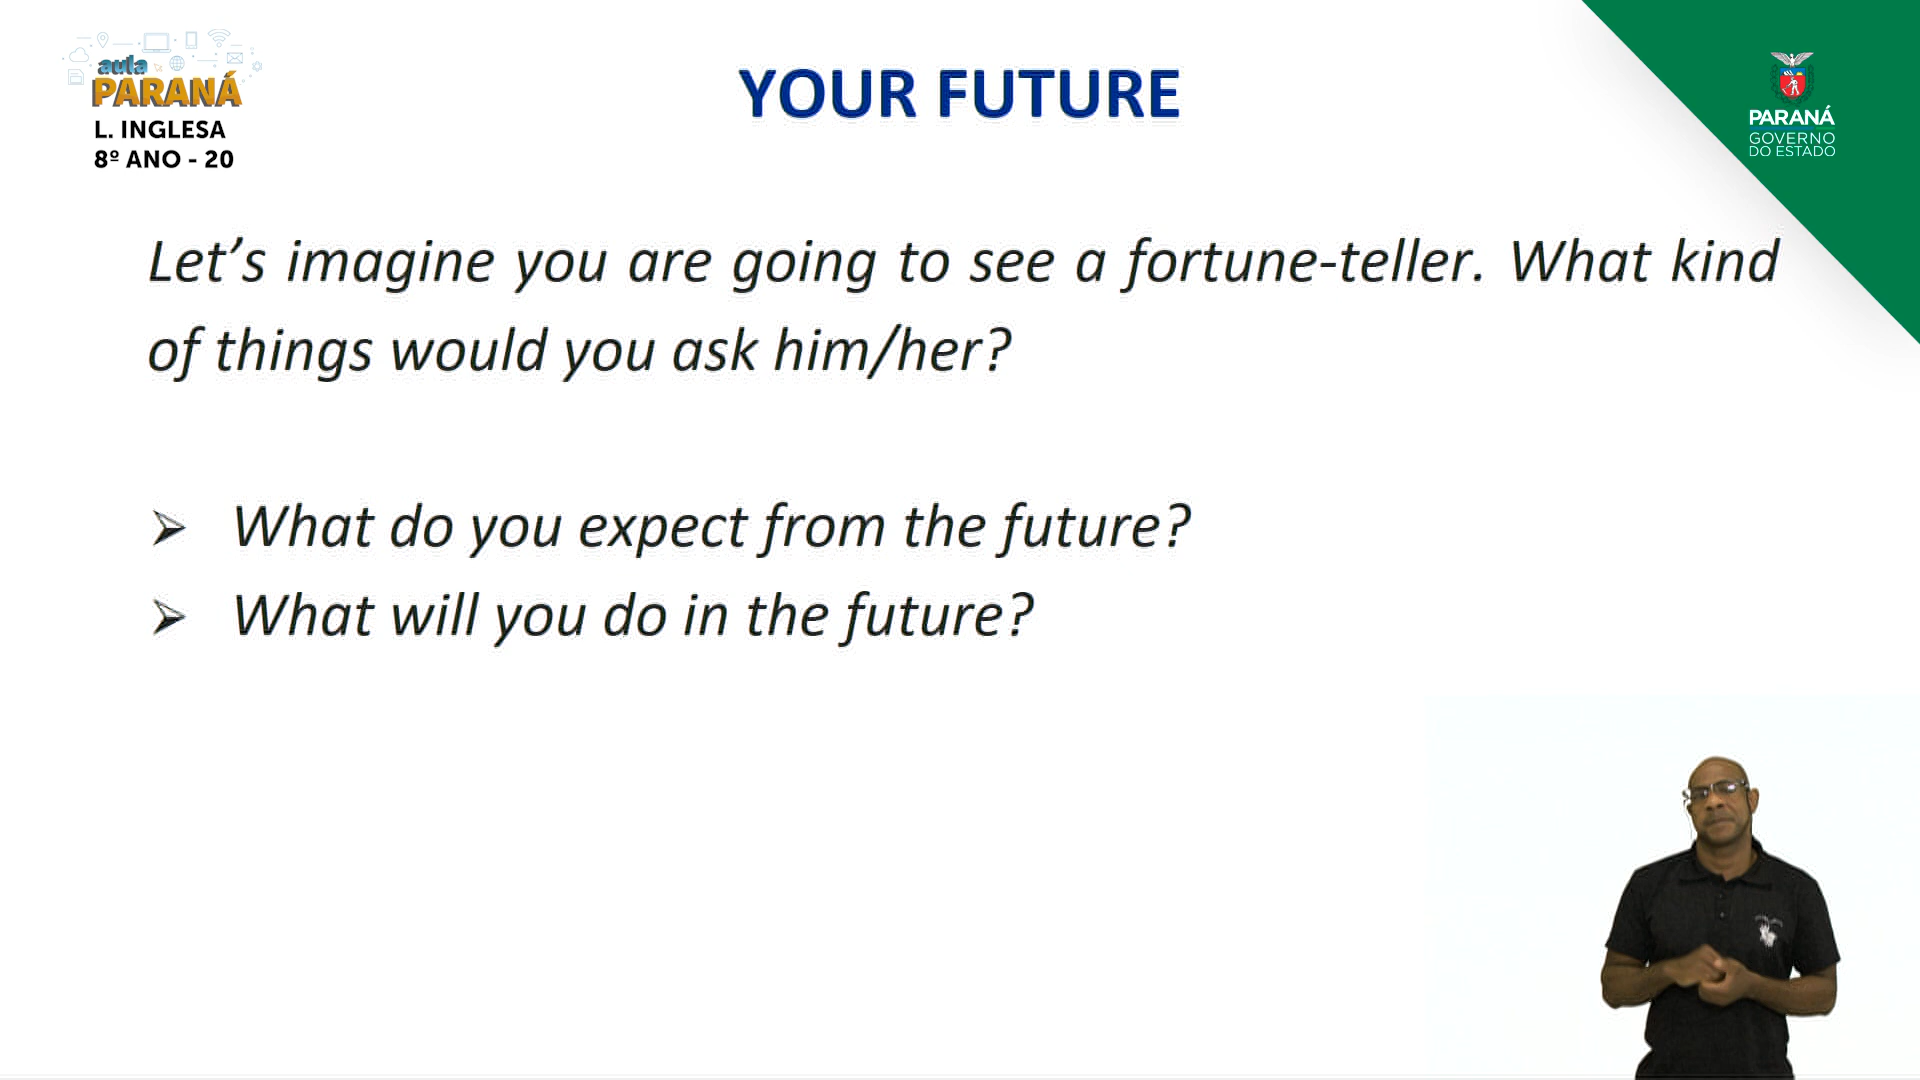 aula
PARANÁ
L. INGLESA
8º ANO - 20
YOUR FUTURE
PARANÁ
GOVERNO
DO ESTADO
Let’s imagine you are going to see a fortune-teller. What kind
of things would you ask him/her?
➢ What do you expect from the future?
➢ What will you do in the future?